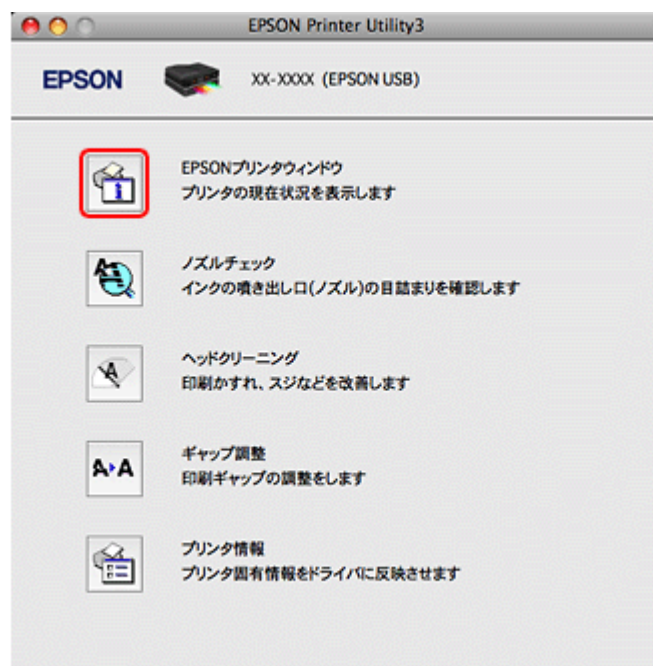 EPSON Printer Utility3
EPSON XX-XXXX (EPSON USB)
EPSONプリンタウィンドウ
プリンタの現在状況を表示します
ノズルチェック
インクの噴き出し口(ノズル)の目詰まりを確認します
ヘッドクリーニング
印刷かすれ、スジなどを改善します
A▸A
ギャップ調整
印刷ギャップの調整をします
プリンタ情報
プリンタ固有情報をドライバに反映させます